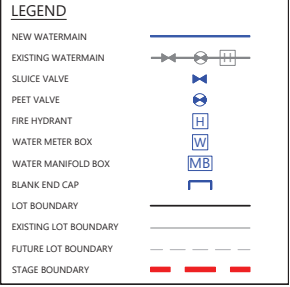 LEGEND
NEW WATERMAIN
EXISTING WATERMAIN H
SLUICE VALVE
PEET VALVE
FIRE HYDRANT H
WATER METER BOX W
WATER MANIFOLD BOX MB
BLANK END CAP
LOT BOUNDARY
EXISTING LOT BOUNDARY
FUTURE LOT BOUNDARY
STAGE BOUNDARY